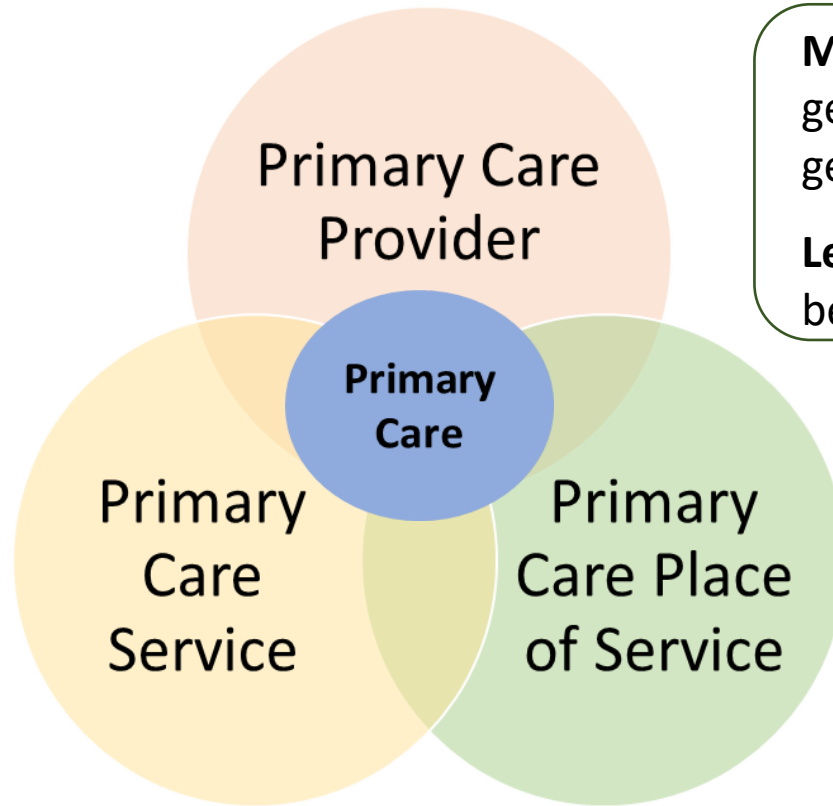 Primary Care
Provider
Primary
Care
Primary
Care
Service
Primary
Care Place
of Service